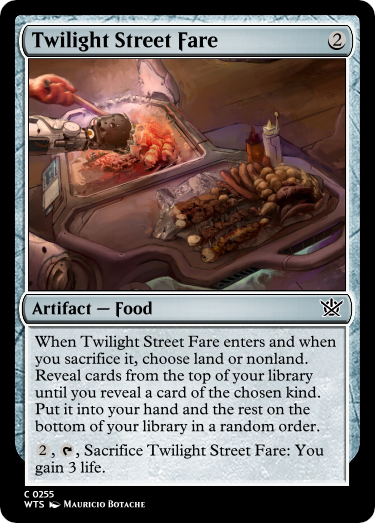 Twilight Street Fare 2
Artifact — Food
When Twilight Street Fare enters and when
you sacrifice it, choose land or nonland.
Reveal cards from the top of your library
until you reveal a card of the chosen kind.
Put it into your hand and the rest on the
bottom of your library in a random order.
2, , Sacrifice Twilight Street Fare: You
gain 3 life.
C 0255
WTS Mauricio Botache